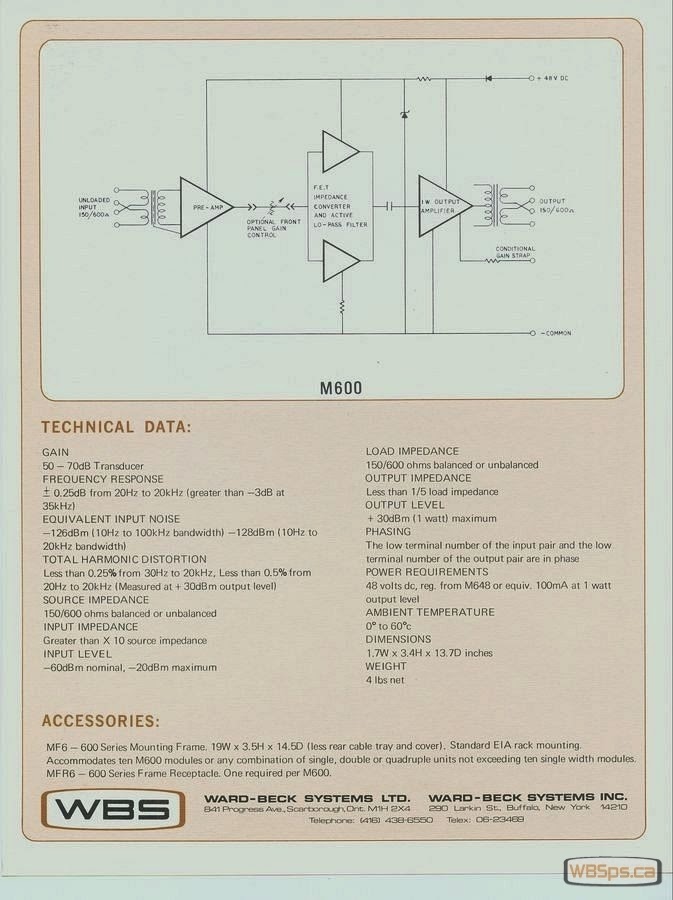 + 48V DC
UNLOADED
INPUT
150/600Ω
PRE-AMP
OPTIONAL FRONT
PANEL GAIN
CONTROL
F.E.T
IMPEDANCE
CONVERTER
AND ACTIVE
LO-PASS FILTER
1W OUTPUT
AMPLIFIER
OUTPUT
150/600Ω
CONDITIONAL
GAIN STRAP
- COMMON
M600
TECHNICAL DATA:
GAIN
50 – 70dB Transducer
FREQUENCY RESPONSE
± 0.25dB from 20Hz to 20kHz (greater than –3dB at
35kHz)
EQUIVALENT INPUT NOISE
–126dBm (10Hz to 100kHz bandwidth) –128dBm (10Hz to
20kHz bandwidth)
TOTAL HARMONIC DISTORTION
Less than 0.25% from 30Hz to 20kHz, Less than 0.5% from
20Hz to 20kHz (Measured at + 30dBm output level)
SOURCE IMPEDANCE
150/600 ohms balanced or unbalanced
INPUT IMPEDANCE
Greater than X 10 source impedance
INPUT LEVEL
–60dBm nominal, –20dBm maximum
LOAD IMPEDANCE
150/600 ohms balanced or unbalanced
OUTPUT IMPEDANCE
Less than 1/5 load impedance
OUTPUT LEVEL
+ 30dBm (1 watt) maximum
PHASING
The low terminal number of the input pair and the low
terminal number of the output pair are in phase
POWER REQUIREMENTS
48 volts dc, reg. from M648 or equiv. 100mA at 1 watt
output level
AMBIENT TEMPERATURE
0° to 60°c
DIMENSIONS
1.7W x 3.4H x 13.7D inches
WEIGHT
4 lbs net
ACCESSORIES:
MF6 – 600 Series Mounting Frame. 19W x 3.5H x 14.5D (less rear cable tray and cover). Standard EIA rack mounting.
Accommodates ten M600 modules or any combination of single, double or quadruple units not exceeding ten single width modules.
MFR6 – 600 Series Frame Receptacle. One required per M600.
WBS
WARD-BECK SYSTEMS LTD. WARD-BECK SYSTEMS INC.
841 Progress Ave., Scarborough, Ont. M1H 2X4 290 Larkin St., Buffalo, New York 14210
Telephone: (416) 438-6550 Telex: 06-23469
WBSps.ca